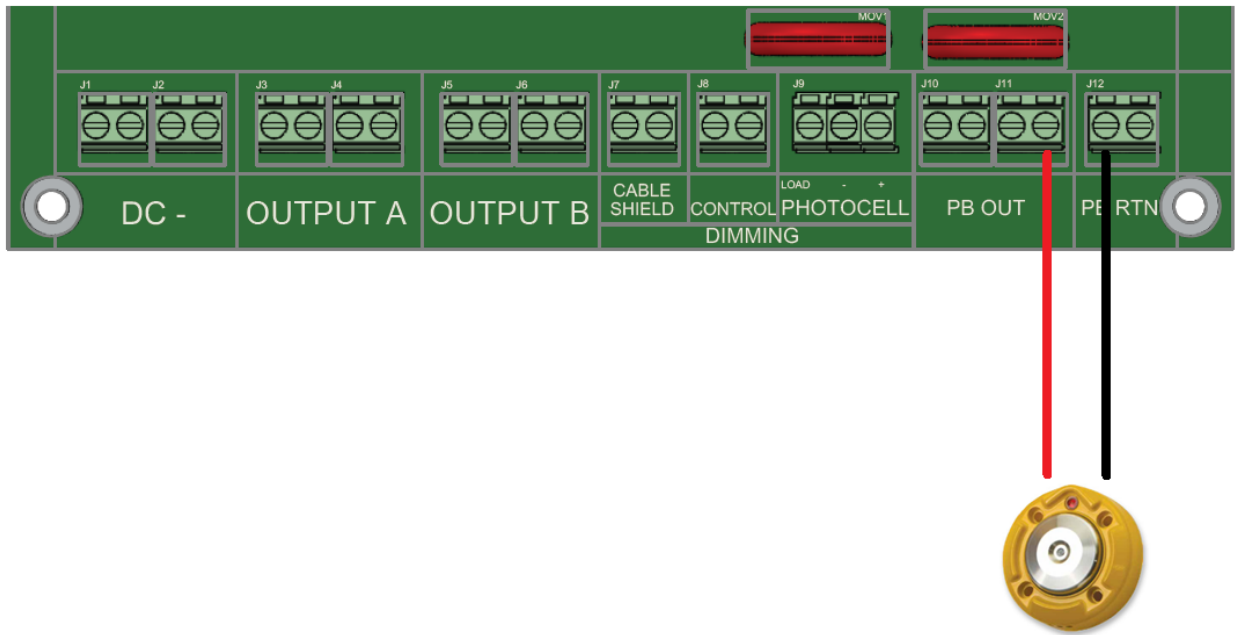 MOV1
MOV2
J1
J2
J3
J4
J5
J6
J7
J8
J9
J10
J11
J12
DC -
OUTPUT A
OUTPUT B
CABLE
SHIELD
CONTROL
LOAD - +
PHOTOCELL
DIMMING
PB OUT
PB RTN